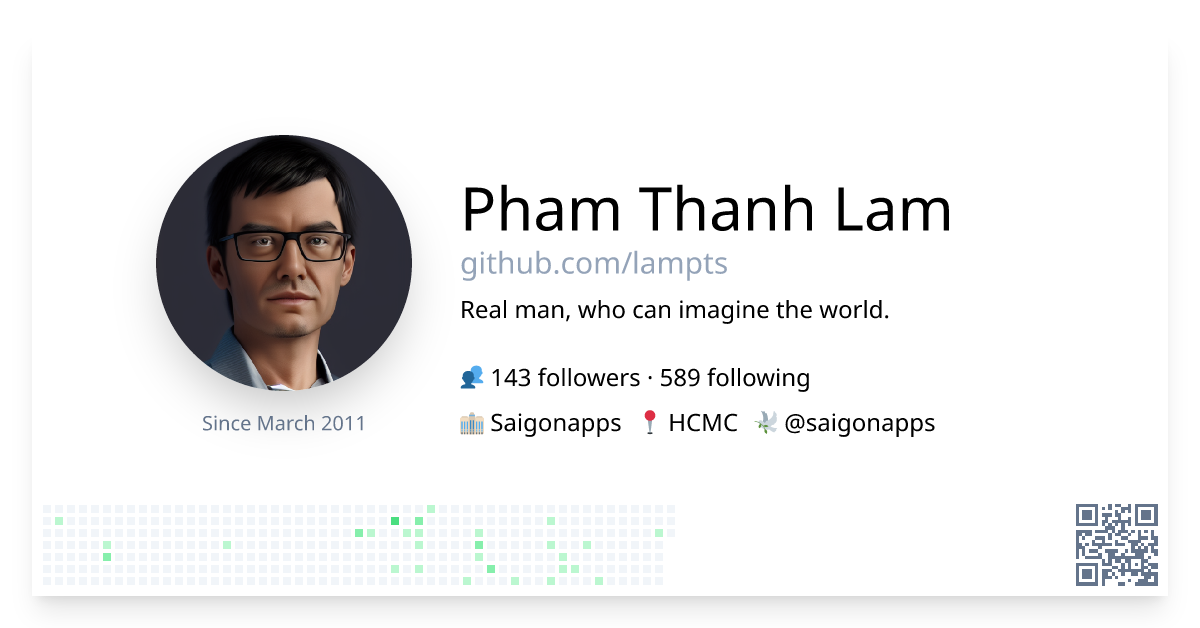 Pham Thanh Lam
github.com/lampts
Real man, who can imagine the world.
143 followers · 589 following
Saigonapps HCMC @saigonapps
Since March 2011